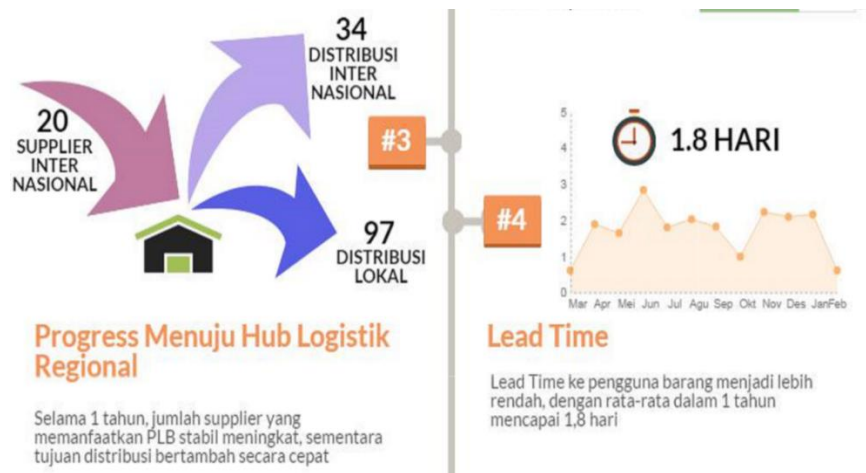 34
DISTRIBUSI
INTER
NASIONAL
20
SUPPLIER
INTER
NASIONAL
97
DISTRIBUSI
LOKAL
#3
Progress Menuju Hub Logistik
Regional
Selama 1 tahun, jumlah supplier yang
memanfaatkan PLB stabil meningkat, sementara
tujuan distribusi bertambah secara cepat
#4
1.8 HARI
5
4
3
2
1
0
Mar Apr Mei Jun Jul Agu Sep Okt Nov Des JanFeb
Lead Time
Lead Time ke pengguna barang menjadi lebih
rendah, dengan rata-rata dalam 1 tahun
mencapai 1,8 hari